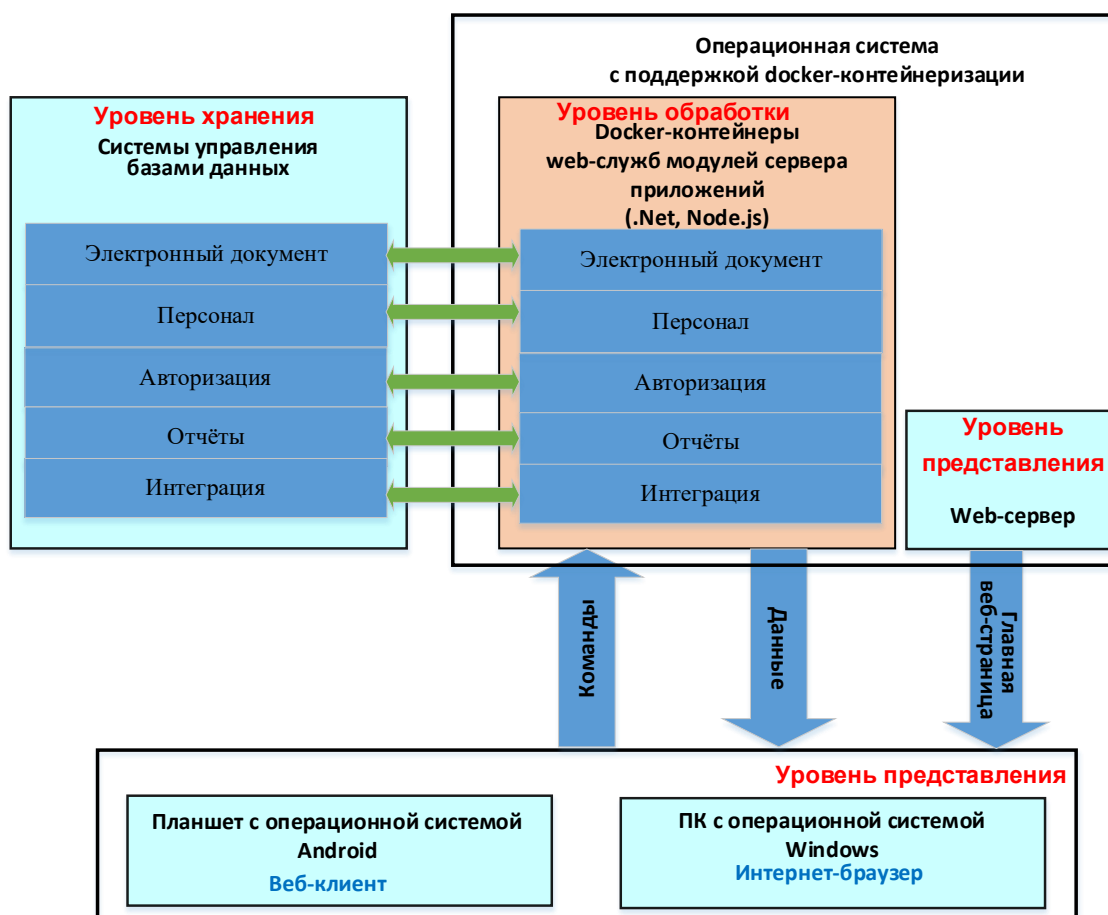 Операционная система
с поддержкой docker-контейнеризации
Уровень хранения
Системы управления
базами данных
Электронный документ
Персонал
Авторизация
Отчёты
Интеграция
Уровень обработки
Docker-контейнеры
web-служб модулей сервера
приложений
(.Net, Node.js)
Электронный документ
Персонал
Авторизация
Отчёты
Интеграция
Уровень
представления
Web-сервер
Команды
Данные
Главная
веб-страница
Уровень представления
Планшет с операционной системой
Android
Веб-клиент
ПК с операционной системой
Windows
Интернет-браузер